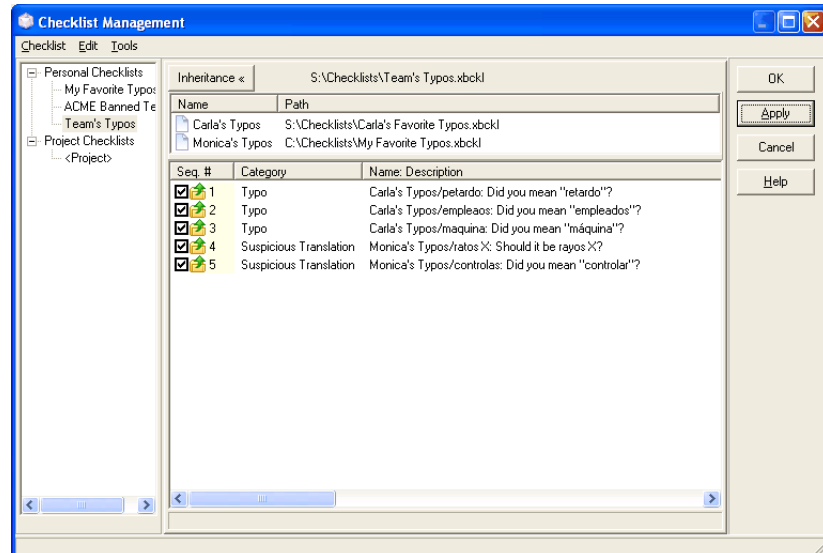 Checklist Management
Checklist Edit Tools
Personal Checklists
My Favorite Typos
ACME Banned Te
Team's Typos
Project Checklists
<Project>
Inheritance « S:\Checklists\Team's Typos.xbckl
Name Path
Carla's Typos S:\Checklists\Carla's Favorite Typos.xbckl
Monica's Typos C:\Checklists\My Favorite Typos.xbckl
Seq. # Category Name: Description
1 Typo Carla's Typos/petardo: Did you mean "retardo"?
2 Typo Carla's Typos/empleaos: Did you mean "empleados"?
3 Typo Carla's Typos/maquina: Did you mean "máquina"?
4 Suspicious Translation Monica's Typos/ratos X: Should it be rayos X?
5 Suspicious Translation Monica's Typos/controlas: Did you mean "controlar"?
OK
Apply
Cancel
Help